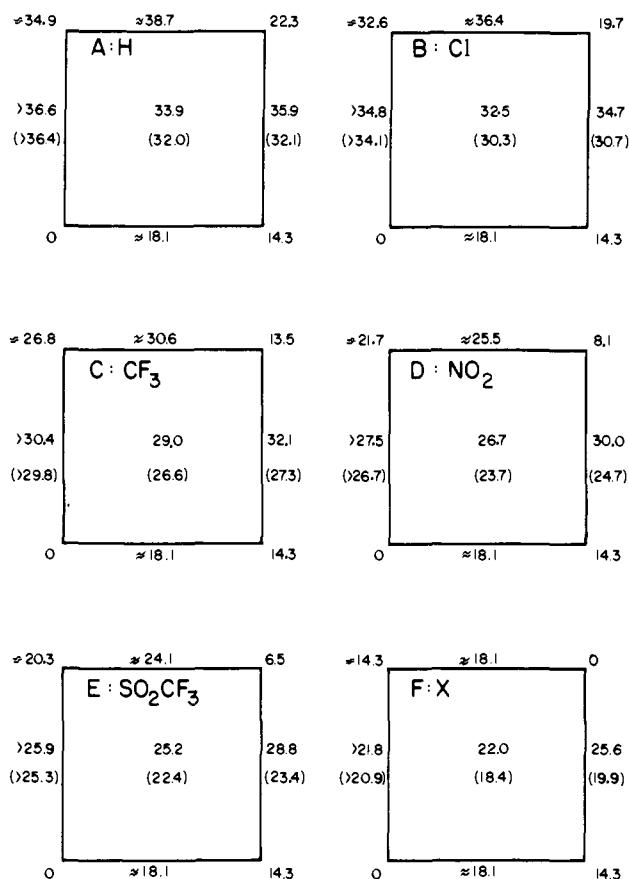 ≉34.9 ≈38.7 22.3
A:H
>36.6 33.9 35.9
(>36.4) (32.0) (32.1)
0 ≈18.1 14.3
≉32.6 ≈36.4 19.7
B: Cl
>34.8 32.5 34.7
(>34.1) (30.3) (30.7)
0 ≈18.1 14.3
≉26.8 ≈30.6 13.5
C: CF₃
>30.4 29.0 32.1
(>29.8) (26.6) (27.3)
0 ≈18.1 14.3
≉21.7 ≈25.5 8.1
D: NO₂
>27.5 26.7 30.0
(>26.7) (23.7) (24.7)
0 ≈18.1 14.3
≉20.3 ≈24.1 6.5
E: SO₂CF₃
>25.9 25.2 28.8
(>25.3) (22.4) (23.4)
0 ≈18.1 14.3
≉14.3 ≈18.1 0
F:X
>21.8 22.0 25.6
(>20.9) (18.4) (19.9)
0 ≈18.1 14.3